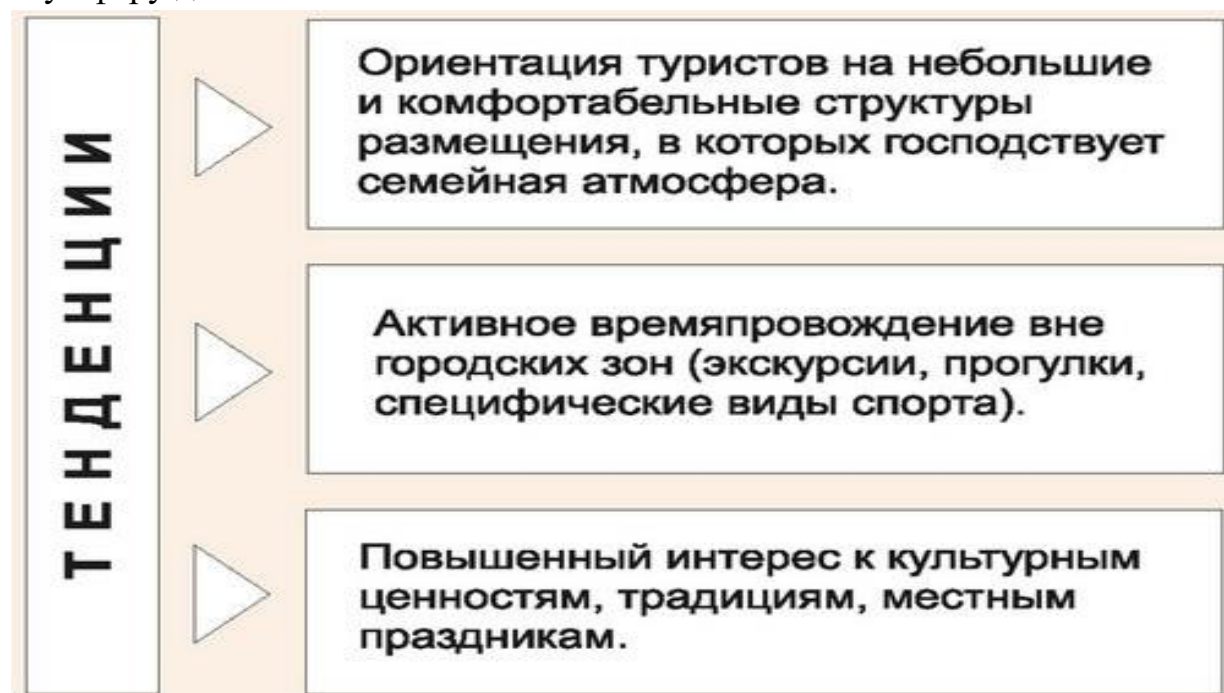 ТЕНДЕНЦИИ
Ориентация туристов на небольшие
и комфортабельные структуры
размещения, в которых господствует
семейная атмосфера.
Активное времяпровождение вне
городских зон (экскурсии, прогулки,
специфические виды спорта).
Повышенный интерес к культурным
ценностям, традициям, местным
праздникам.